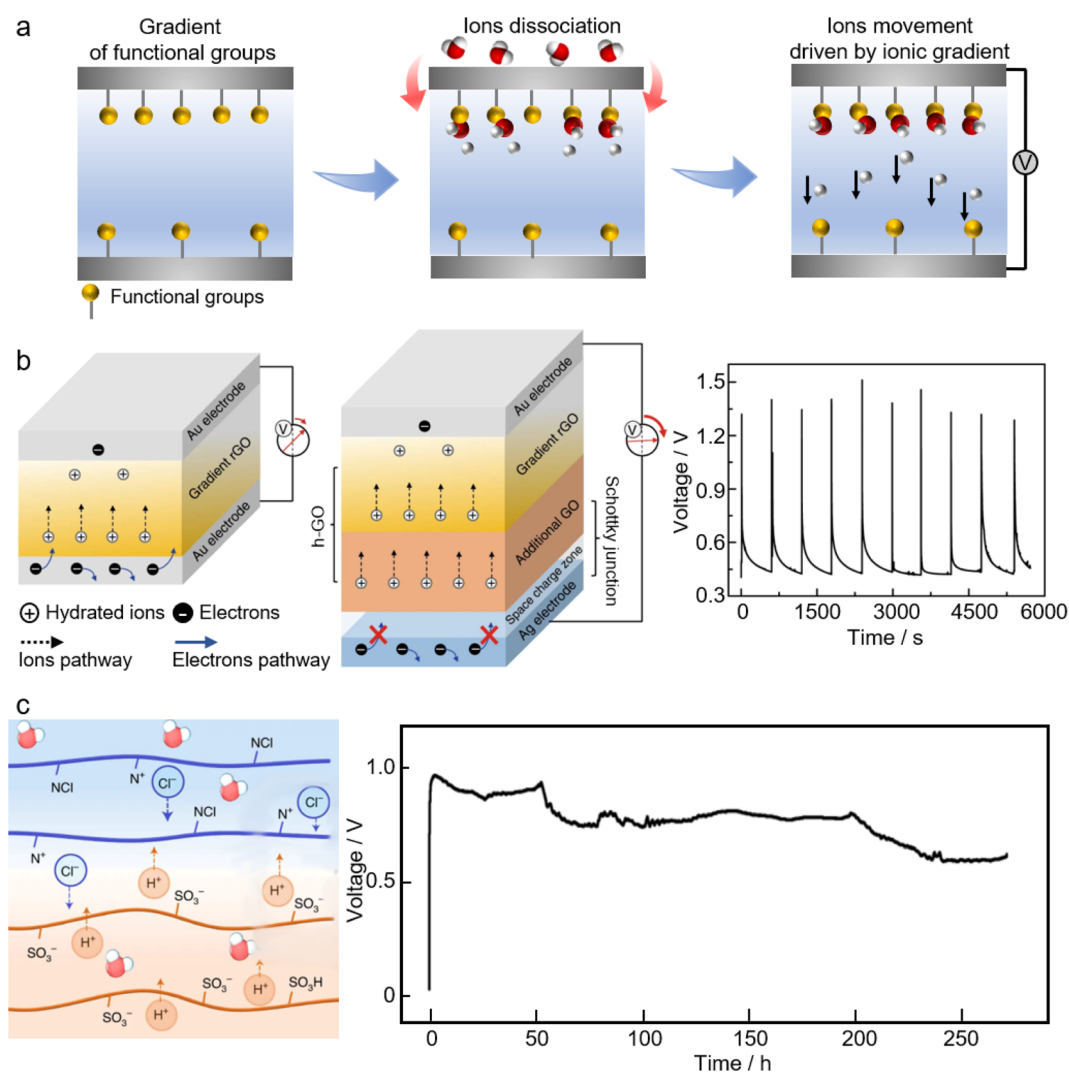 a
Gradient
of functional groups
Ions dissociation
Ions movement
driven by ionic gradient
V
Functional groups
b
Au electrode
Gradient rGO
Au electrode
V
Hydrated ions
Electrons
Ions pathway
Electrons pathway
h-GO
Au electrode
Gradient rGO
Additional GO
Space charge zone
Ag electrode
Schottky junction
V
Voltage / V
1.5
1.2
0.9
0.6
0.3
0 1500 3000 4500 6000
Time / s
c
NCl
NCl
N⁺
Cl⁻
NCl
N⁺
Cl⁻
N⁺
Cl⁻
H⁺
H⁺
SO₃⁻
SO₃⁻
SO₃⁻
H⁺
SO₃⁻
H⁺
SO₃⁻
SO₃H
SO₃⁻
H⁺
Voltage / V
1.0
0.5
0
0 50 100 150 200 250
Time / h